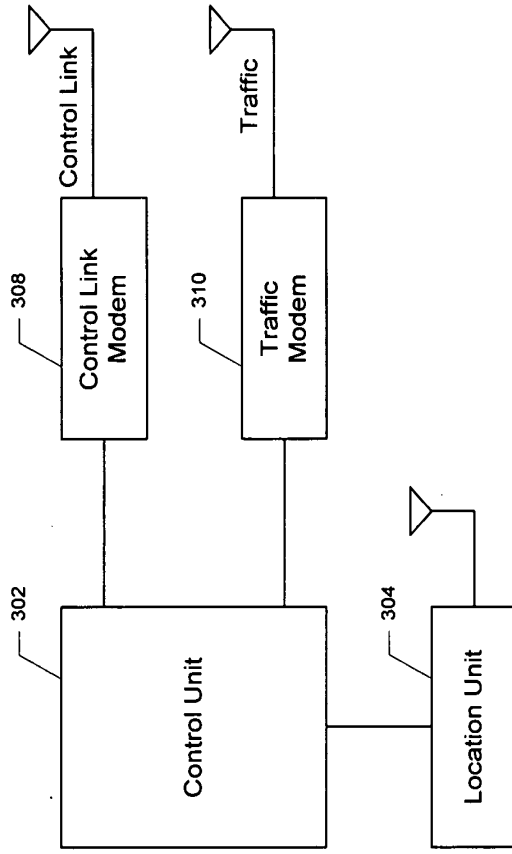 302
Control Unit
304
Location Unit
308
Control Link
Modem
Control Link
310
Traffic
Modem
Traffic